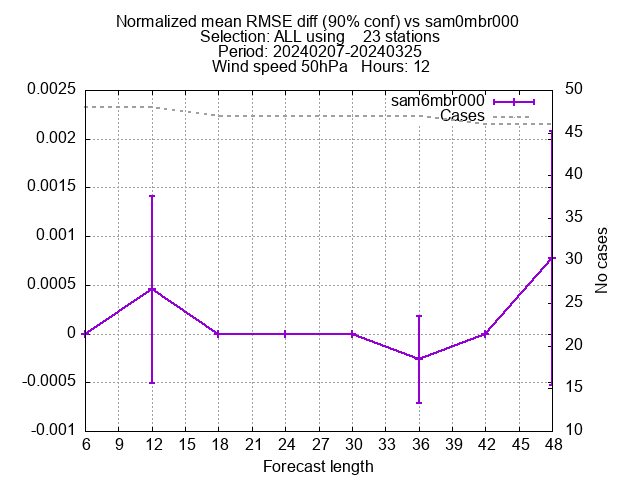 Normalized mean RMSE diff (90% conf) vs sam0mbr000
Selection: ALL using    23 stations
Period: 20240207-20240325
Wind speed 50hPa   Hours: 12
0.0025
0.002
0.0015
0.001
0.0005
0
-0.0005
-0.001
50
45
40
35
30
25
20
15
10
sam6mbr000
Cases
No cases
6 9 12 15 18 21 24 27 30 33 36 39 42 45 48
Forecast length